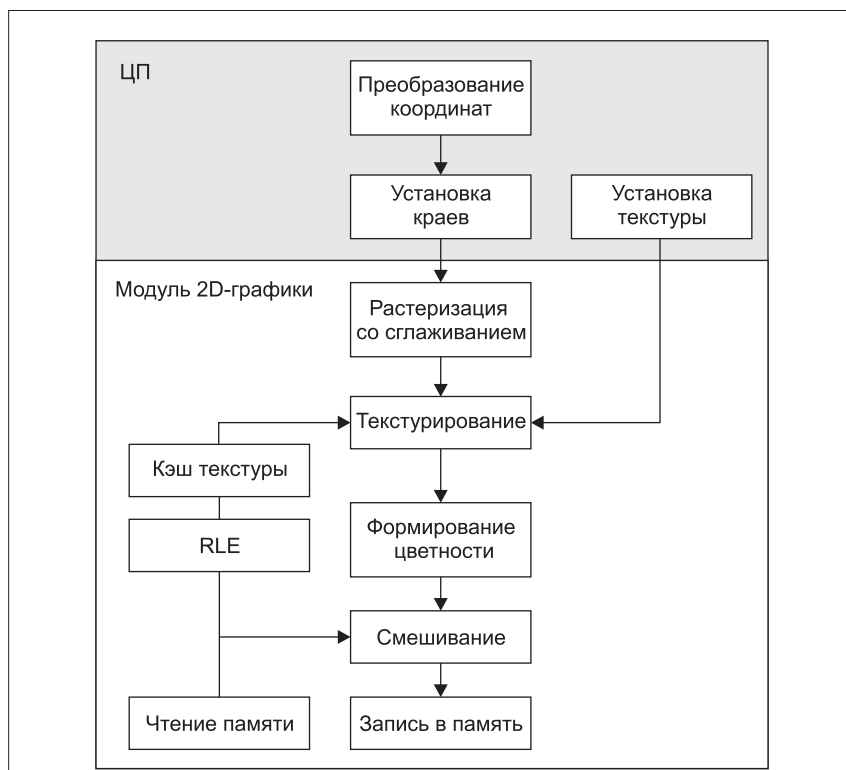 ЦП
Преобразование
координат
Установка
краев
Установка
текстуры
Модуль 2D-графики
Растеризация
со сглаживанием
Текстурирование
Кэш текстуры
RLE
Формирование
цветности
Смешивание
Чтение памяти
Запись в память